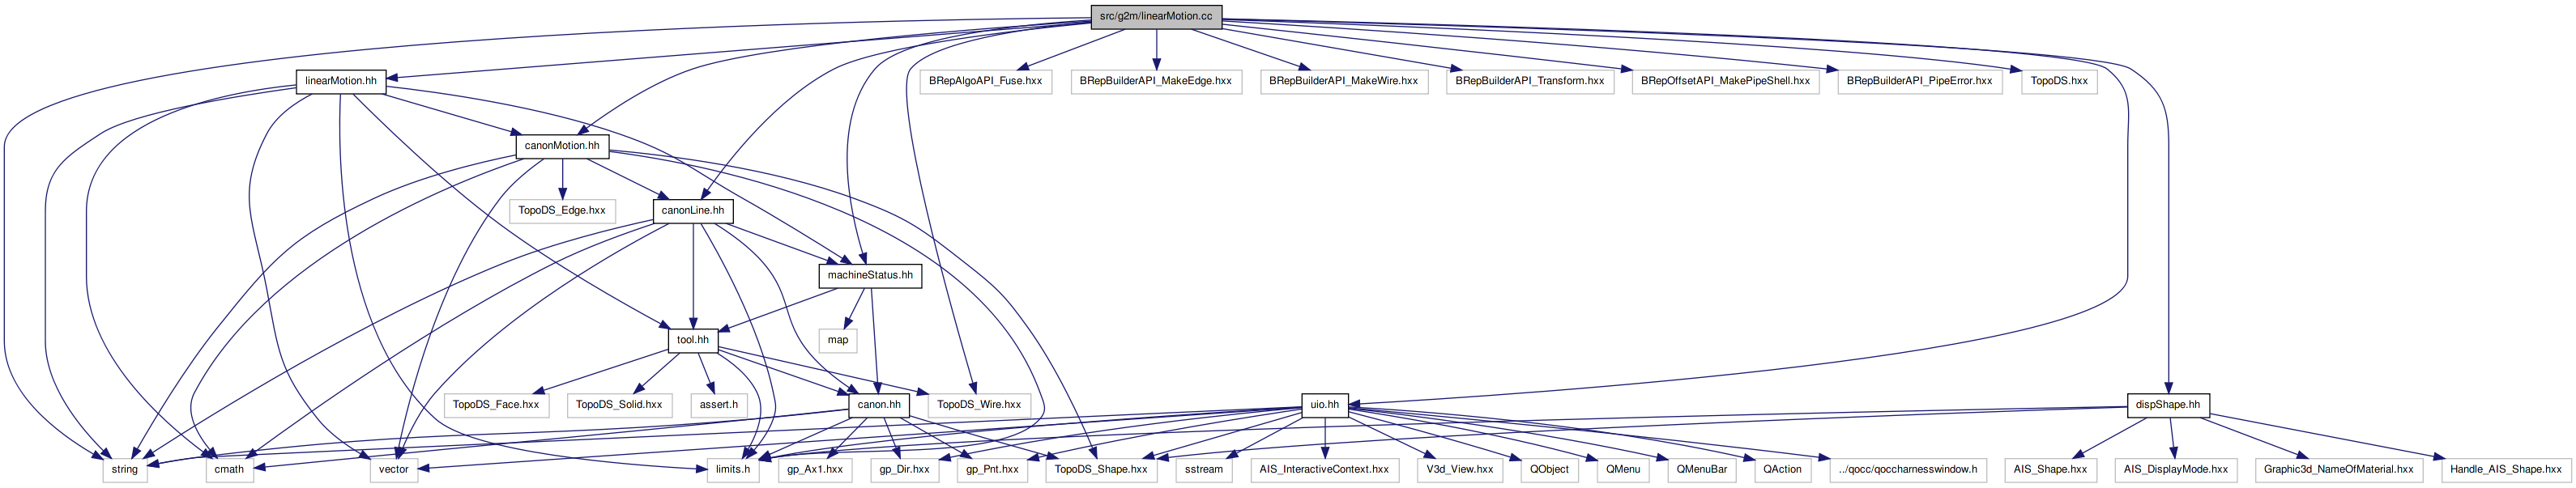 src/g2m/linearMotion.cc
linearMotion.hh
BRepAlgoAPI_Fuse.hxx
BRepBuilderAPI_MakeEdge.hxx
BRepBuilderAPI_MakeWire.hxx
BRepBuilderAPI_Transform.hxx
BRepOffsetAPI_MakePipeShell.hxx
BRepBuilderAPI_PipeError.hxx
TopoDS.hxx
canonMotion.hh
TopoDS_Edge.hxx
canonLine.hh
machineStatus.hh
tool.hh
map
TopoDS_Face.hxx
TopoDS_Solid.hxx
assert.h
canon.hh
TopoDS_Wire.hxx
uio.hh
dispShape.hh
string
cmath
vector
limits.h
gp_Ax1.hxx
gp_Dir.hxx
gp_Pnt.hxx
TopoDS_Shape.hxx
sstream
AIS_InteractiveContext.hxx
V3d_View.hxx
QObject
QMenu
QMenuBar
QAction
../qocc/qoccharnesswindow.h
AIS_Shape.hxx
AIS_DisplayMode.hxx
Graphic3d_NameOfMaterial.hxx
Handle_AIS_Shape.hxx